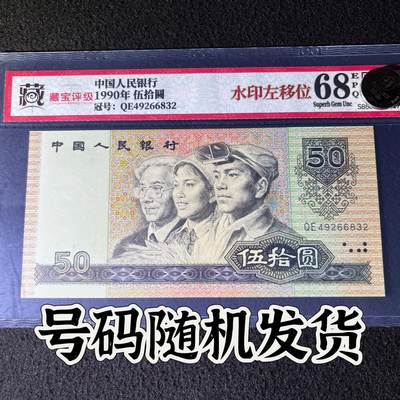 藏 藏宝评级
中国人民银行
1990年 伍拾圓
冠号: QE49266832
水印左移位
68
EPQ
Superb Gem Unc
中国人民银行
50
QE49266832
50
伍拾圆
号码随机发货